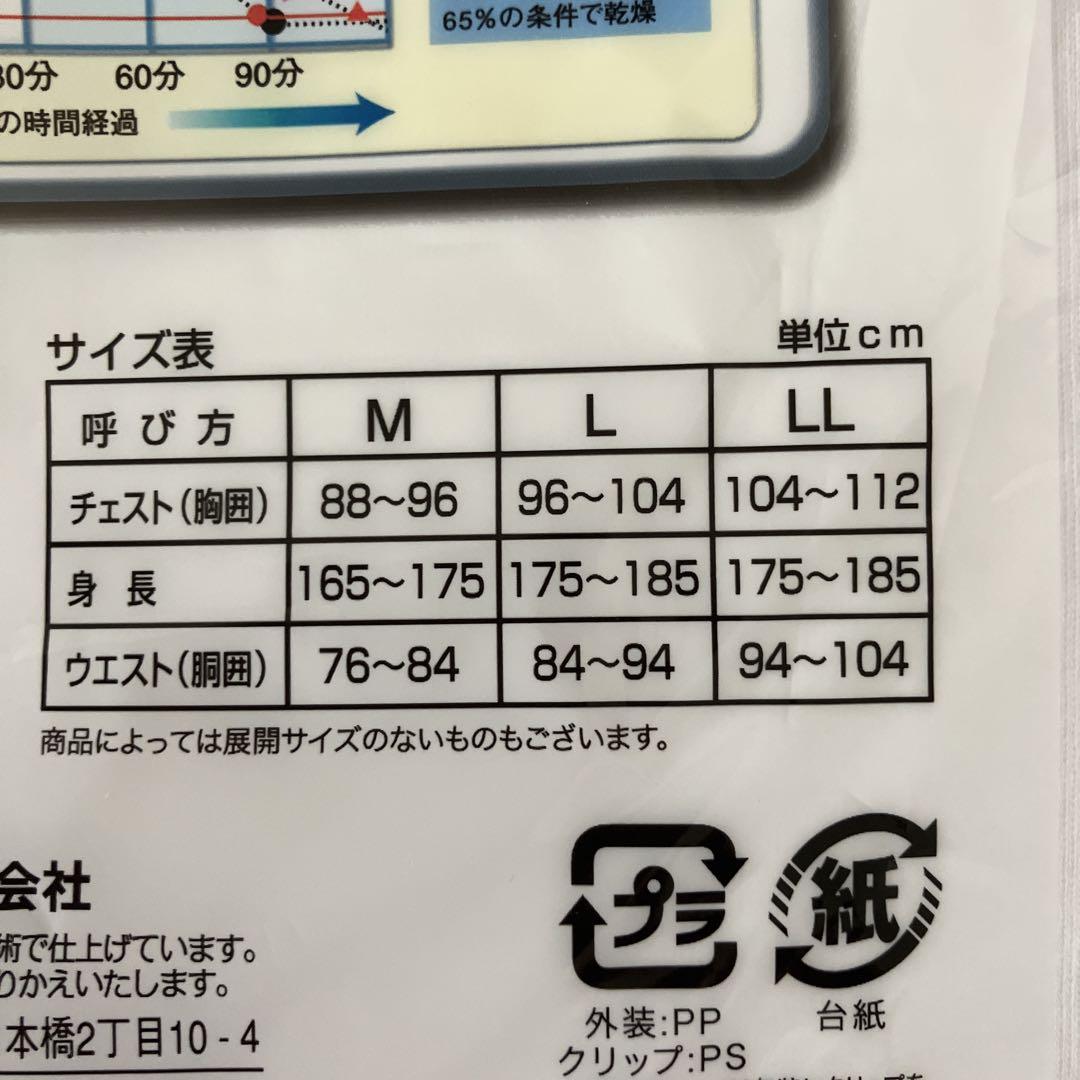 65%の条件で乾燥
30分 60分 90分
の時間経過
サイズ表 単位cm
呼び方 M L LL
チェスト(胸囲) 88〜96 96〜104 104〜112
身長 165〜175 175〜185 175〜185
ウエスト(胴囲) 76〜84 84〜94 94〜104
商品によっては展開サイズのないものもございます。
会社
術で仕上げています。
りかえいたします。
本橋2丁目10-4
プラ
紙
外装:PP
クリップ:PS
台紙